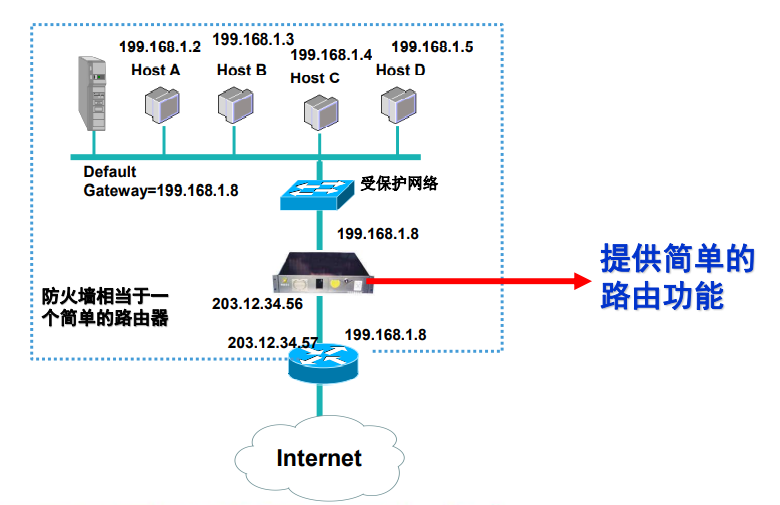 199.168.1.2
Host A
199.168.1.3
Host B
199.168.1.4
Host C
199.168.1.5
Host D
Default
Gateway=199.168.1.8
受保护网络
199.168.1.8
提供简单的
路由功能
防火墙相当于一
个简单的路由器
203.12.34.56
203.12.34.57
199.168.1.8
Internet